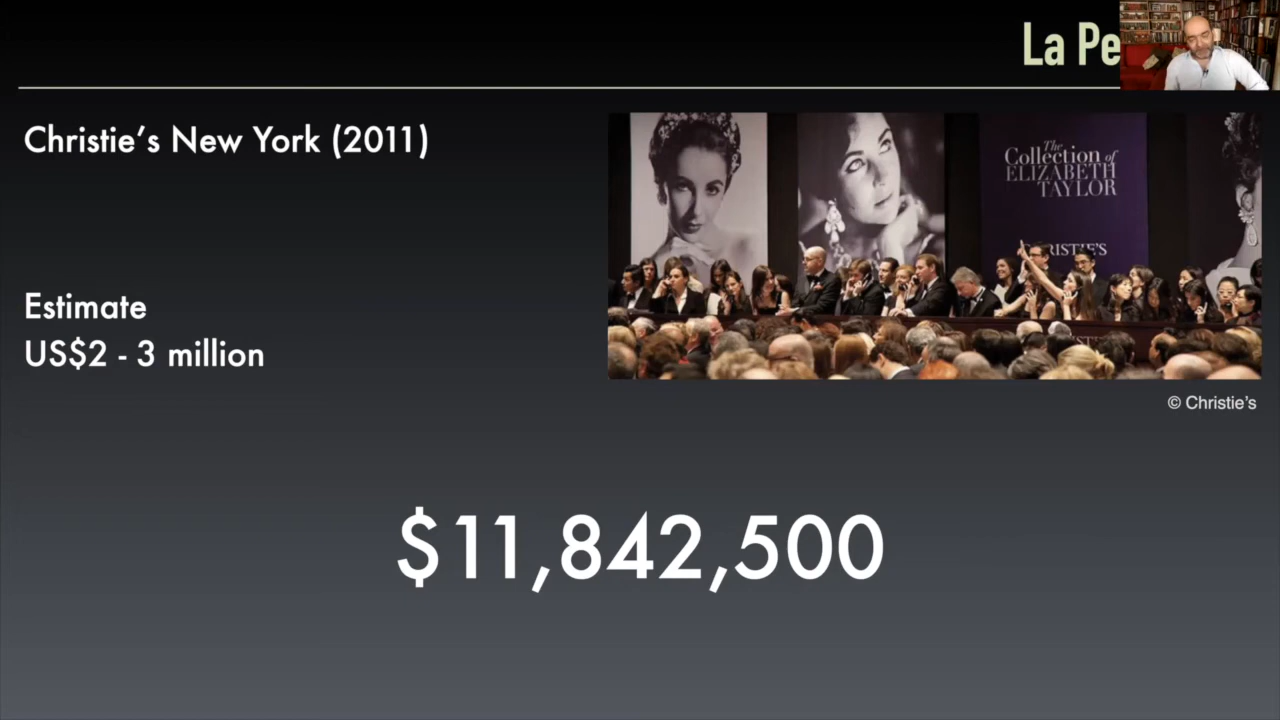 La Pe
Christie's New York (2011)
The
Collection of
ELIZABETH
TAYLOR
CHRISTIE'S
Estimate
US$2 - 3 million
© Christie's
$11,842,500